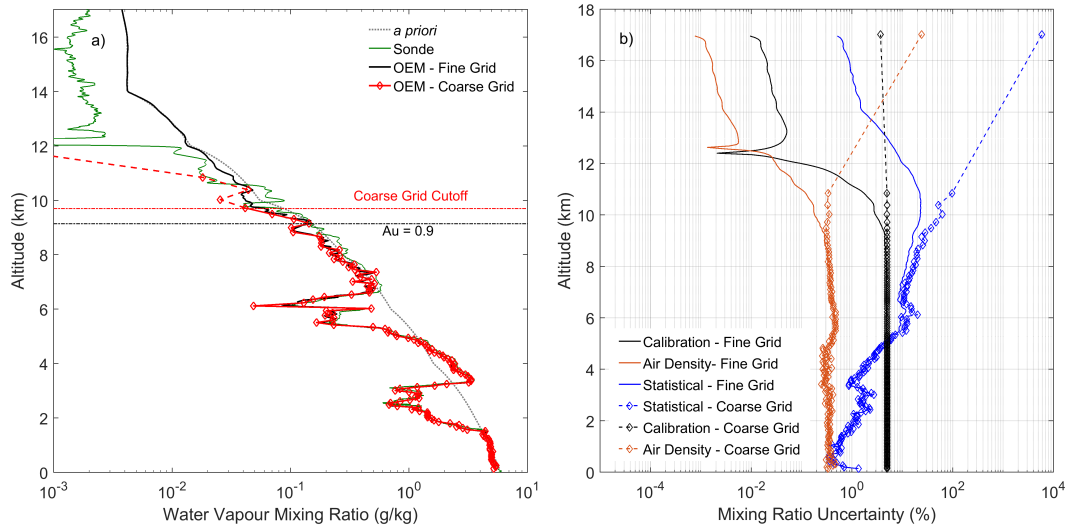 a)
a priori
Sonde
OEM - Fine Grid
OEM - Coarse Grid
Coarse Grid Cutoff
Au = 0.9
16
14
12
10
8
6
4
2
0
Altitude (km)
10^-3
10^-2
10^-1
10^0
10^1
Water Vapour Mixing Ratio (g/kg)
b)
18
16
14
12
10
8
6
4
2
0
Altitude (km)
Calibration - Fine Grid
Air Density- Fine Grid
Statistical - Fine Grid
Statistical - Coarse Grid
Calibration - Coarse Grid
Air Density - Coarse Grid
10^-4
10^-2
10^0
10^2
10^4
Mixing Ratio Uncertainty (%)